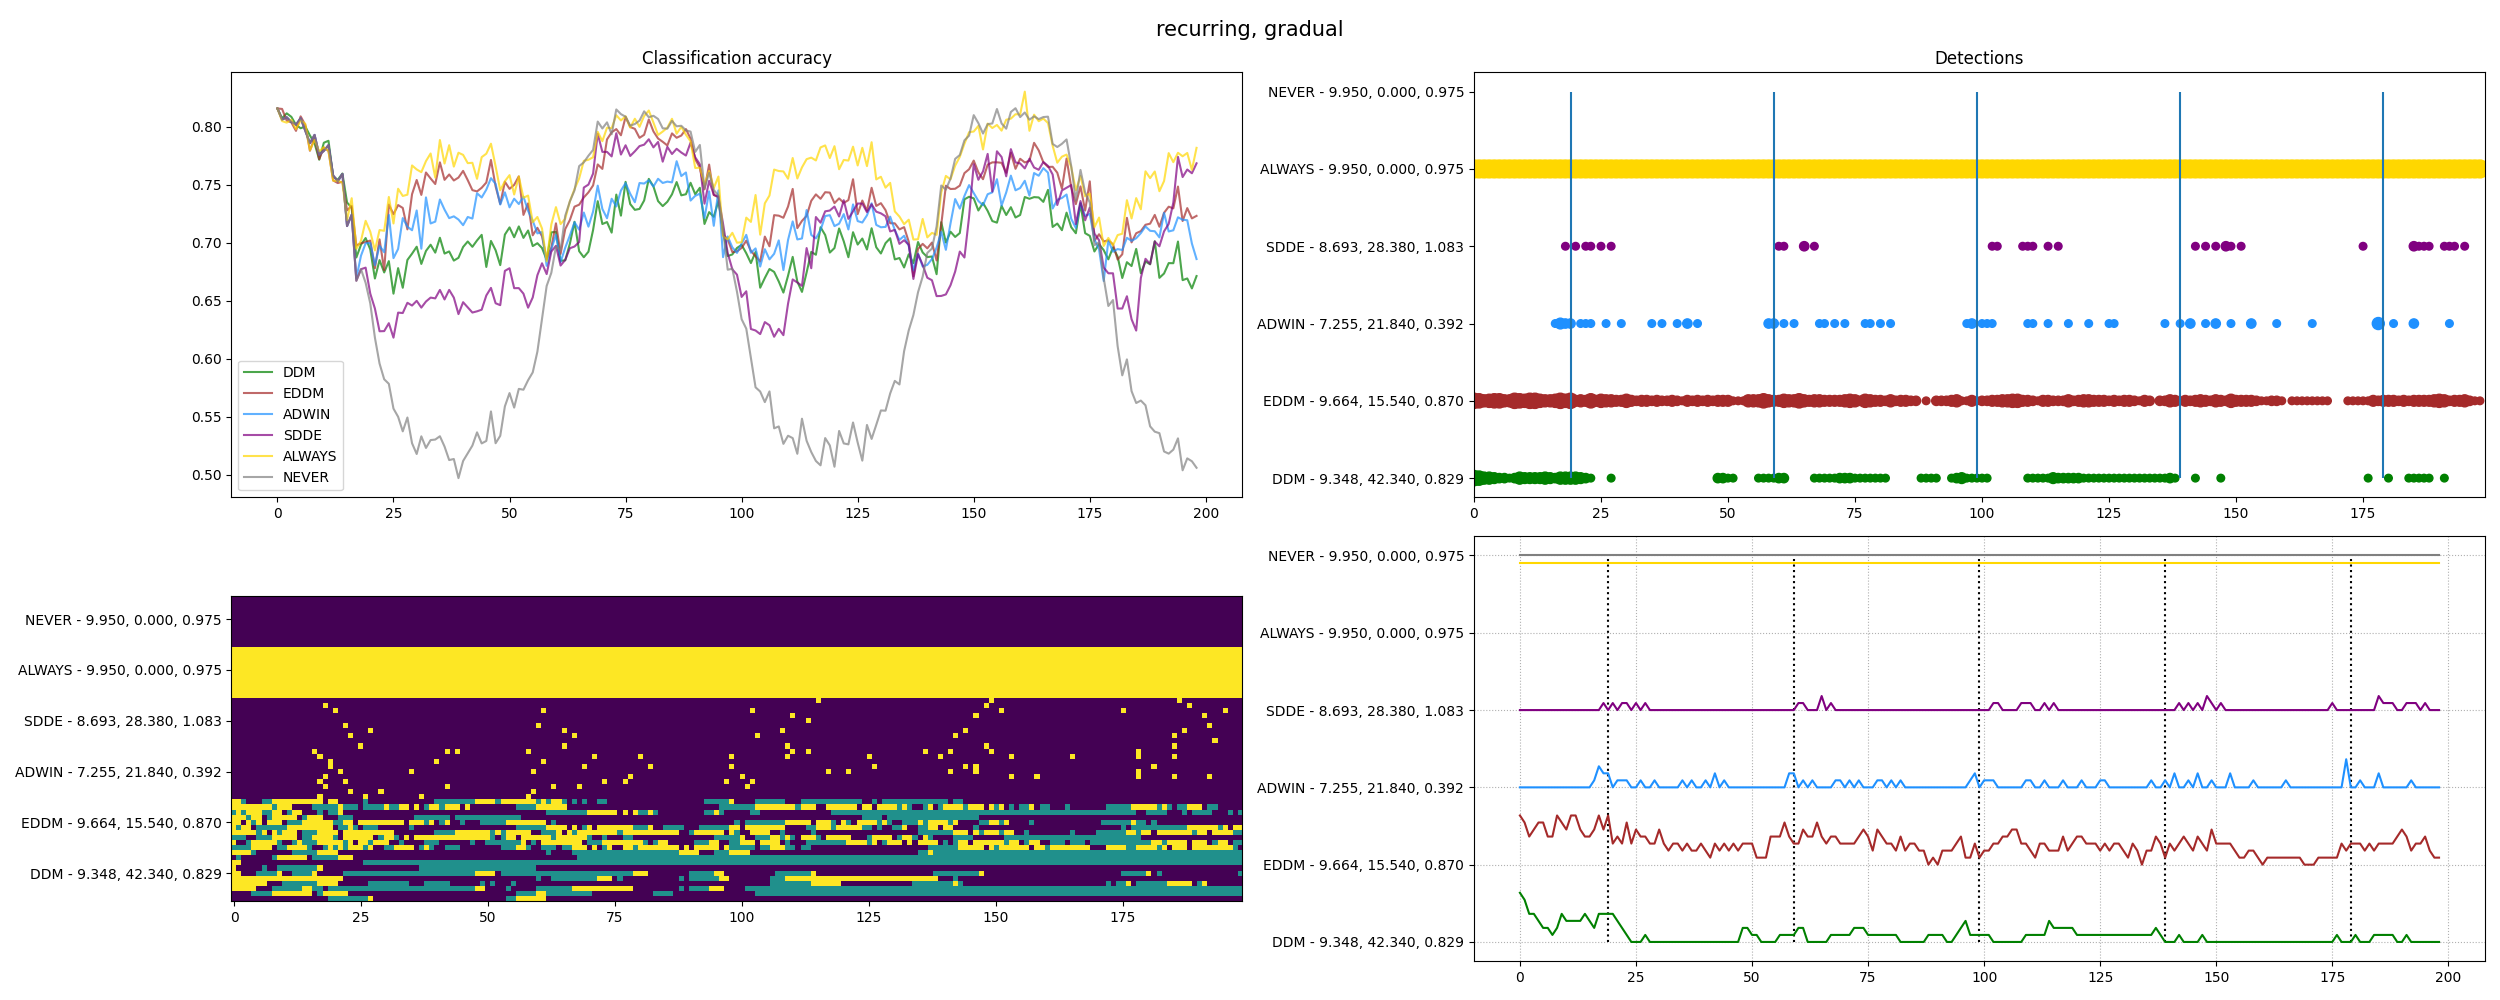 recurring, gradual
Classification accuracy
0.80
0.75
0.70
0.65
0.60
0.55
0.50
DDM
EDDM
ADWIN
SDDE
ALWAYS
NEVER
0 25 50 75 100 125 150 175 200
Detections
NEVER - 9.950, 0.000, 0.975
ALWAYS - 9.950, 0.000, 0.975
SDDE - 8.693, 28.380, 1.083
ADWIN - 7.255, 21.840, 0.392
EDDM - 9.664, 15.540, 0.870
DDM - 9.348, 42.340, 0.829
0 25 50 75 100 125 150 175
NEVER - 9.950, 0.000, 0.975
ALWAYS - 9.950, 0.000, 0.975
SDDE - 8.693, 28.380, 1.083
ADWIN - 7.255, 21.840, 0.392
EDDM - 9.664, 15.540, 0.870
DDM - 9.348, 42.340, 0.829
0 25 50 75 100 125 150 175
NEVER - 9.950, 0.000, 0.975
ALWAYS - 9.950, 0.000, 0.975
SDDE - 8.693, 28.380, 1.083
ADWIN - 7.255, 21.840, 0.392
EDDM - 9.664, 15.540, 0.870
DDM - 9.348, 42.340, 0.829
0 25 50 75 100 125 150 175 200